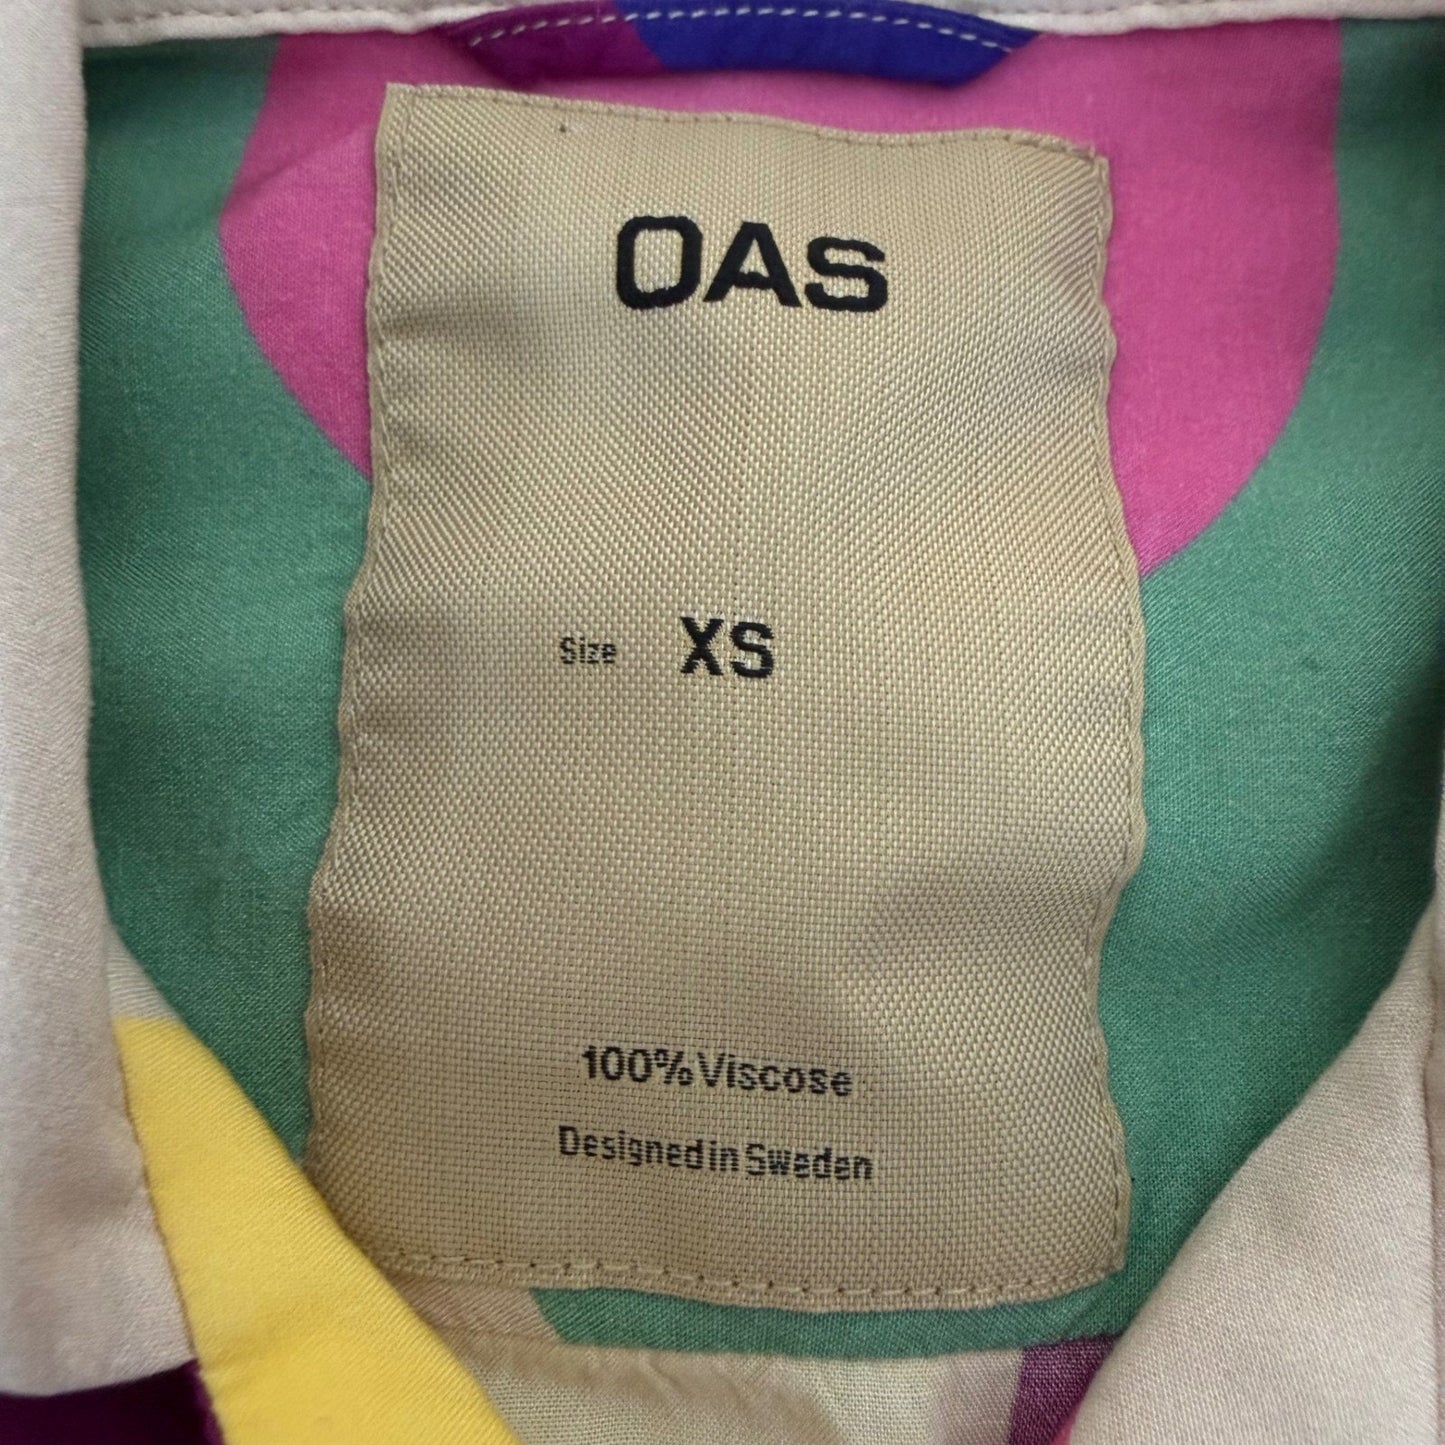 OAS
Size XS
100% Viscose
Designed in Sweden